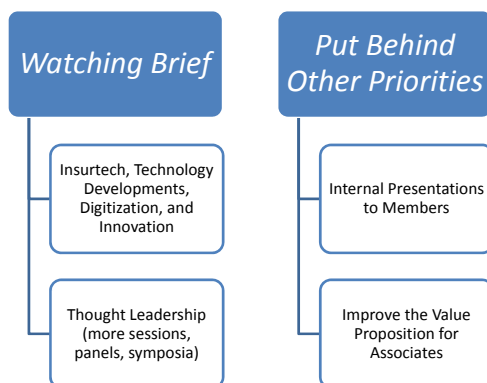 Watching Brief
Insurtech, Technology
Developments,
Digitization, and
Innovation
Thought Leadership
(more sessions,
panels, symposia)
Put Behind
Other Priorities
Internal Presentations
to Members
Improve the Value
Proposition for
Associates